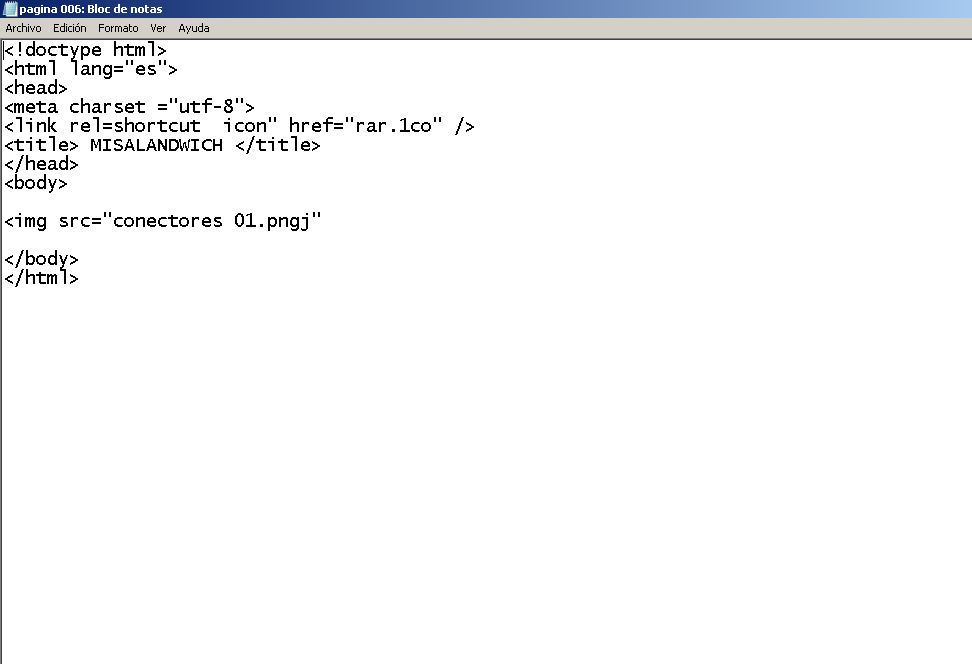 pagina 006: Bloc de notas
Archivo Edición Formato Ver Ayuda
<!doctype html>
<html lang="es">
<head>
<meta charset ="utf-8">
<link rel=shortcut  icon" href="rar.1co" />
<title> MISALANDWICH </title>
</head>
<body>
<img src="conectores 01.pngj"
</body>
</html>